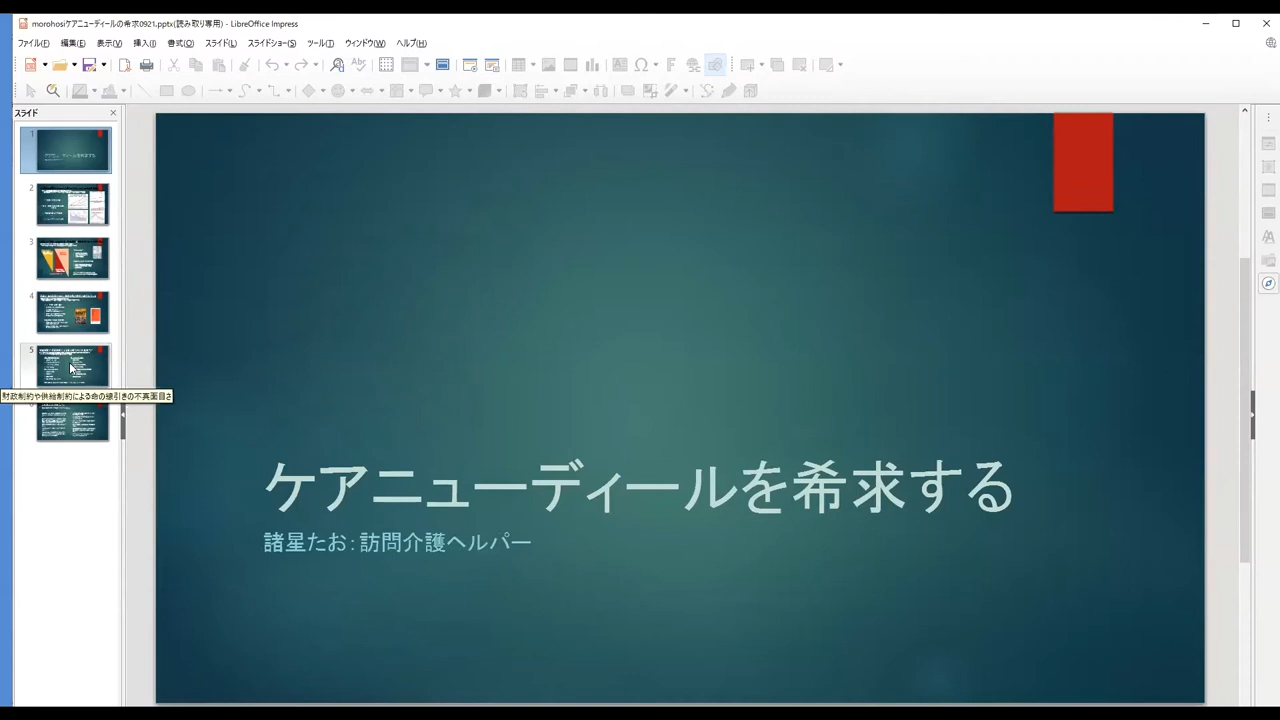 morohosiケアニューディールの希求0921.pptx(読み取り専用) - LibreOffice Impress
ファイル(F) 編集(E) 表示(V) 挿入(I) 書式(O) スライド(L) スライドショー(S) ツール(T) ウィンドウ(W) ヘルプ(H)
スライド
1
2
3
4
5
財政制約や供給制約による命の線引きの不真面目さ
ケアニューディールを希求する
諸星たお：訪問介護ヘルパー